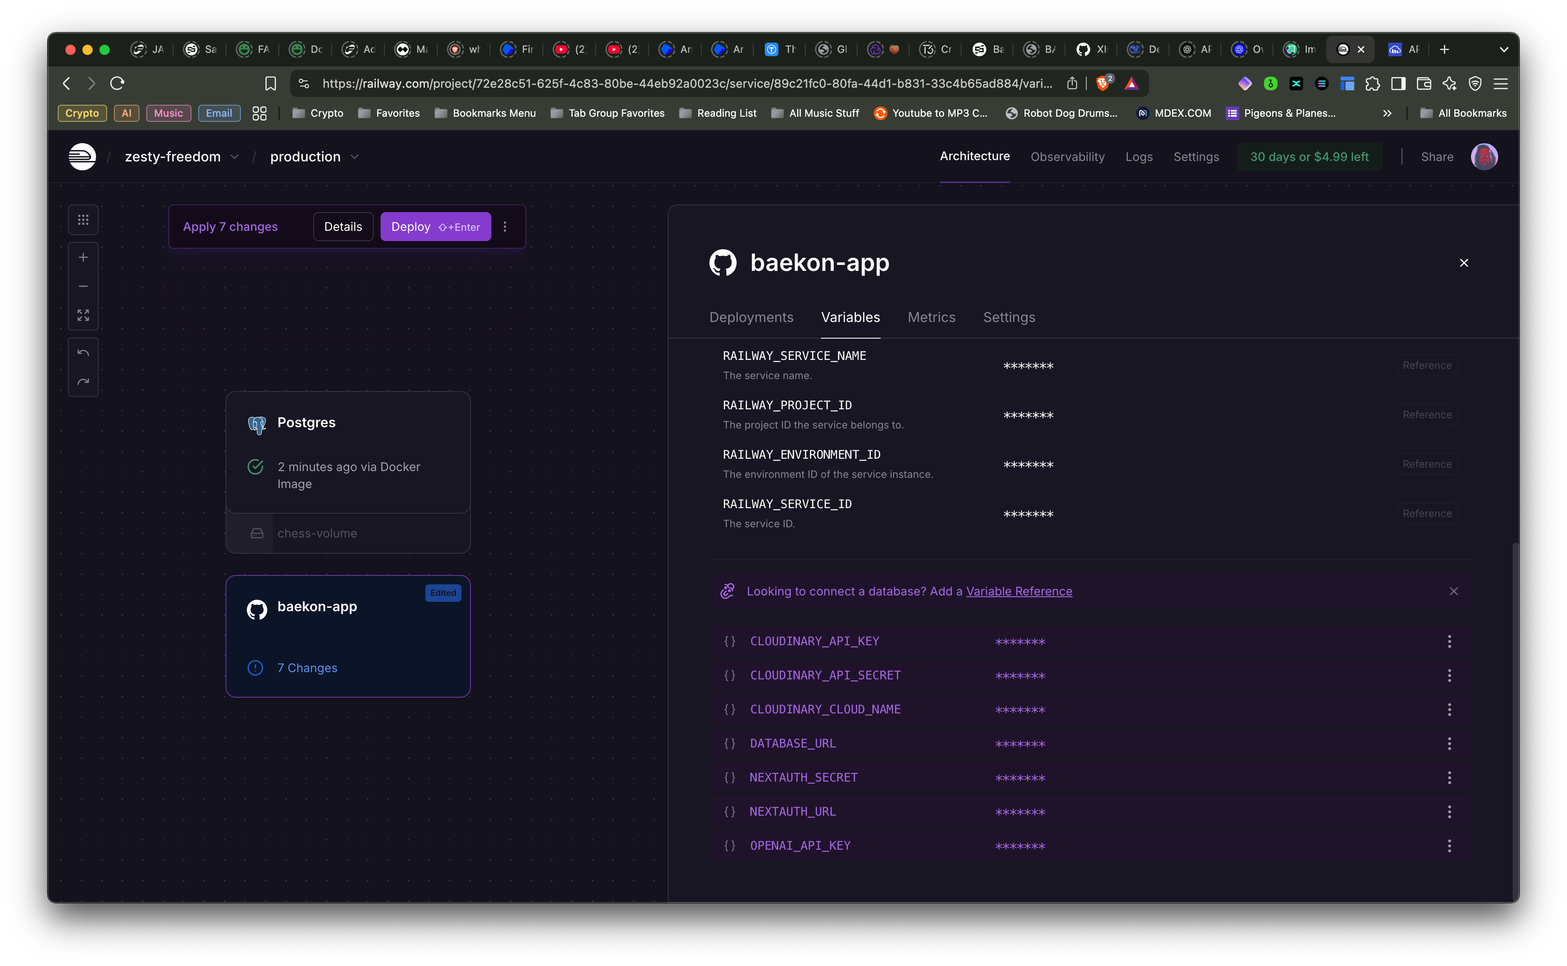 JA
Sa
FA
Do
Ad
Ma
wh
Fir
(2
(2
An
Ar
Th
Gl
Cr
Ba
BA
XI
De
AF
Ov
Im
AF
https://railway.com/project/72e28c51-625f-4c83-80be-44eb92a0023c/service/89c21fc0-80fa-44d1-b831-33c4b65ad884/vari...
2
Crypto
AI
Music
Email
Crypto
Favorites
Bookmarks Menu
Tab Group Favorites
Reading List
All Music Stuff
Youtube to MP3 C...
Robot Dog Drums...
MDEX.COM
Pigeons & Planes...
All Bookmarks
/ zesty-freedom / production
Architecture
Observability
Logs
Settings
30 days or $4.99 left
Share
Apply 7 changes
Details
Deploy ⇧+Enter
Postgres
2 minutes ago via Docker
Image
chess-volume
Edited
baekon-app
7 Changes
baekon-app
Deployments
Variables
Metrics
Settings
RAILWAY_SERVICE_NAME
The service name.
*******
Reference
RAILWAY_PROJECT_ID
The project ID the service belongs to.
*******
Reference
RAILWAY_ENVIRONMENT_ID
The environment ID of the service instance.
*******
Reference
RAILWAY_SERVICE_ID
The service ID.
*******
Reference
Looking to connect a database? Add a Variable Reference
{} CLOUDINARY_API_KEY *******
{} CLOUDINARY_API_SECRET *******
{} CLOUDINARY_CLOUD_NAME *******
{} DATABASE_URL *******
{} NEXTAUTH_SECRET *******
{} NEXTAUTH_URL *******
{} OPENAI_API_KEY *******